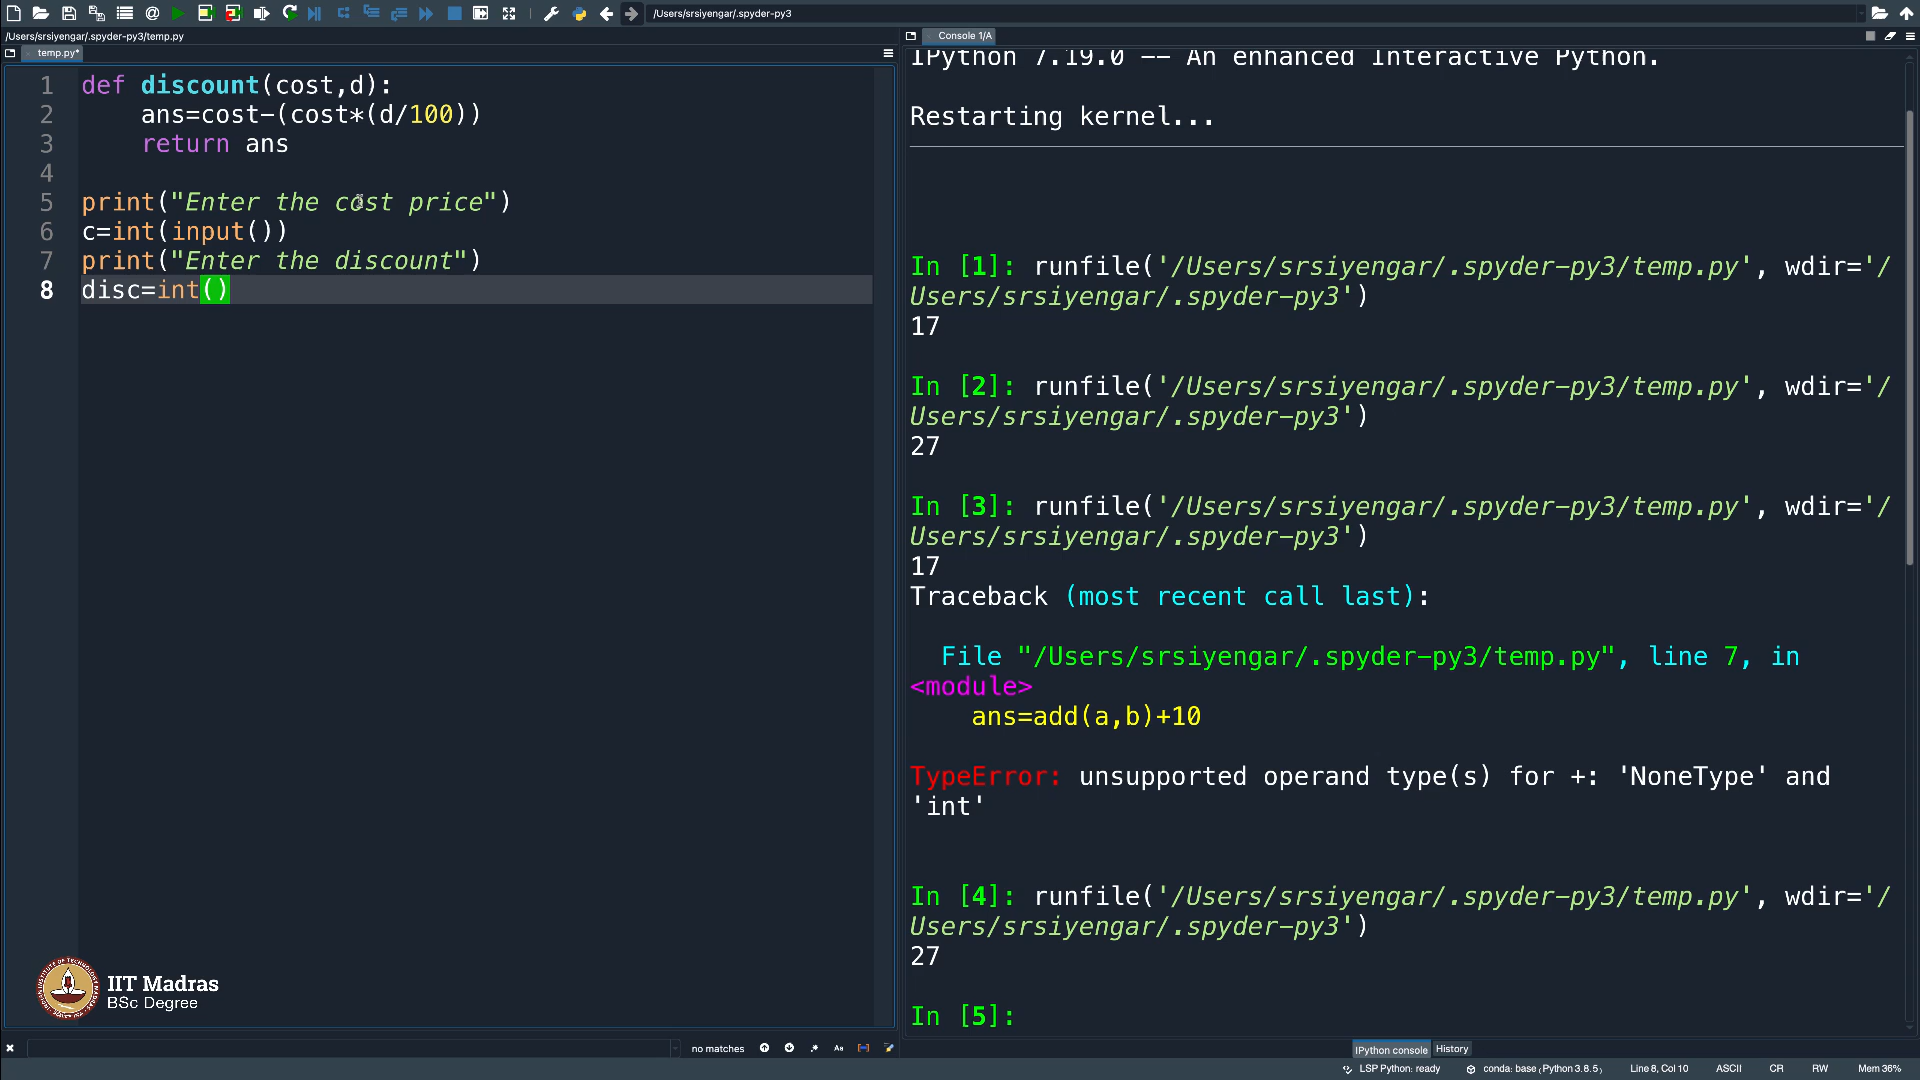 /Users/srsiyengar/.spyder-py3
/Users/srsiyengar/.spyder-py3/temp.py
temp.py*
1 def discount(cost,d):
2 ans=cost-(cost*(d/100))
3 return ans
4
5 print("Enter the cost price")
6 c=int(input())
7 print("Enter the discount")
8 disc=int()
IIT Madras
BSc Degree
no matches
Aa
Console 1/A
IPython 7.19.0 -- An enhanced Interactive Python.
Restarting kernel...
In [1]: runfile('/Users/srsiyengar/.spyder-py3/temp.py', wdir='/
Users/srsiyengar/.spyder-py3')
17
In [2]: runfile('/Users/srsiyengar/.spyder-py3/temp.py', wdir='/
Users/srsiyengar/.spyder-py3')
27
In [3]: runfile('/Users/srsiyengar/.spyder-py3/temp.py', wdir='/
Users/srsiyengar/.spyder-py3')
17
Traceback (most recent call last):
File "/Users/srsiyengar/.spyder-py3/temp.py", line 7, in
<module>
ans=add(a,b)+10
TypeError: unsupported operand type(s) for +: 'NoneType' and
'int'
In [4]: runfile('/Users/srsiyengar/.spyder-py3/temp.py', wdir='/
Users/srsiyengar/.spyder-py3')
27
In [5]:
IPython console History
LSP Python: ready conda: base (Python 3.8.5) Line 8, Col 10 ASCII CR RW Mem 36%